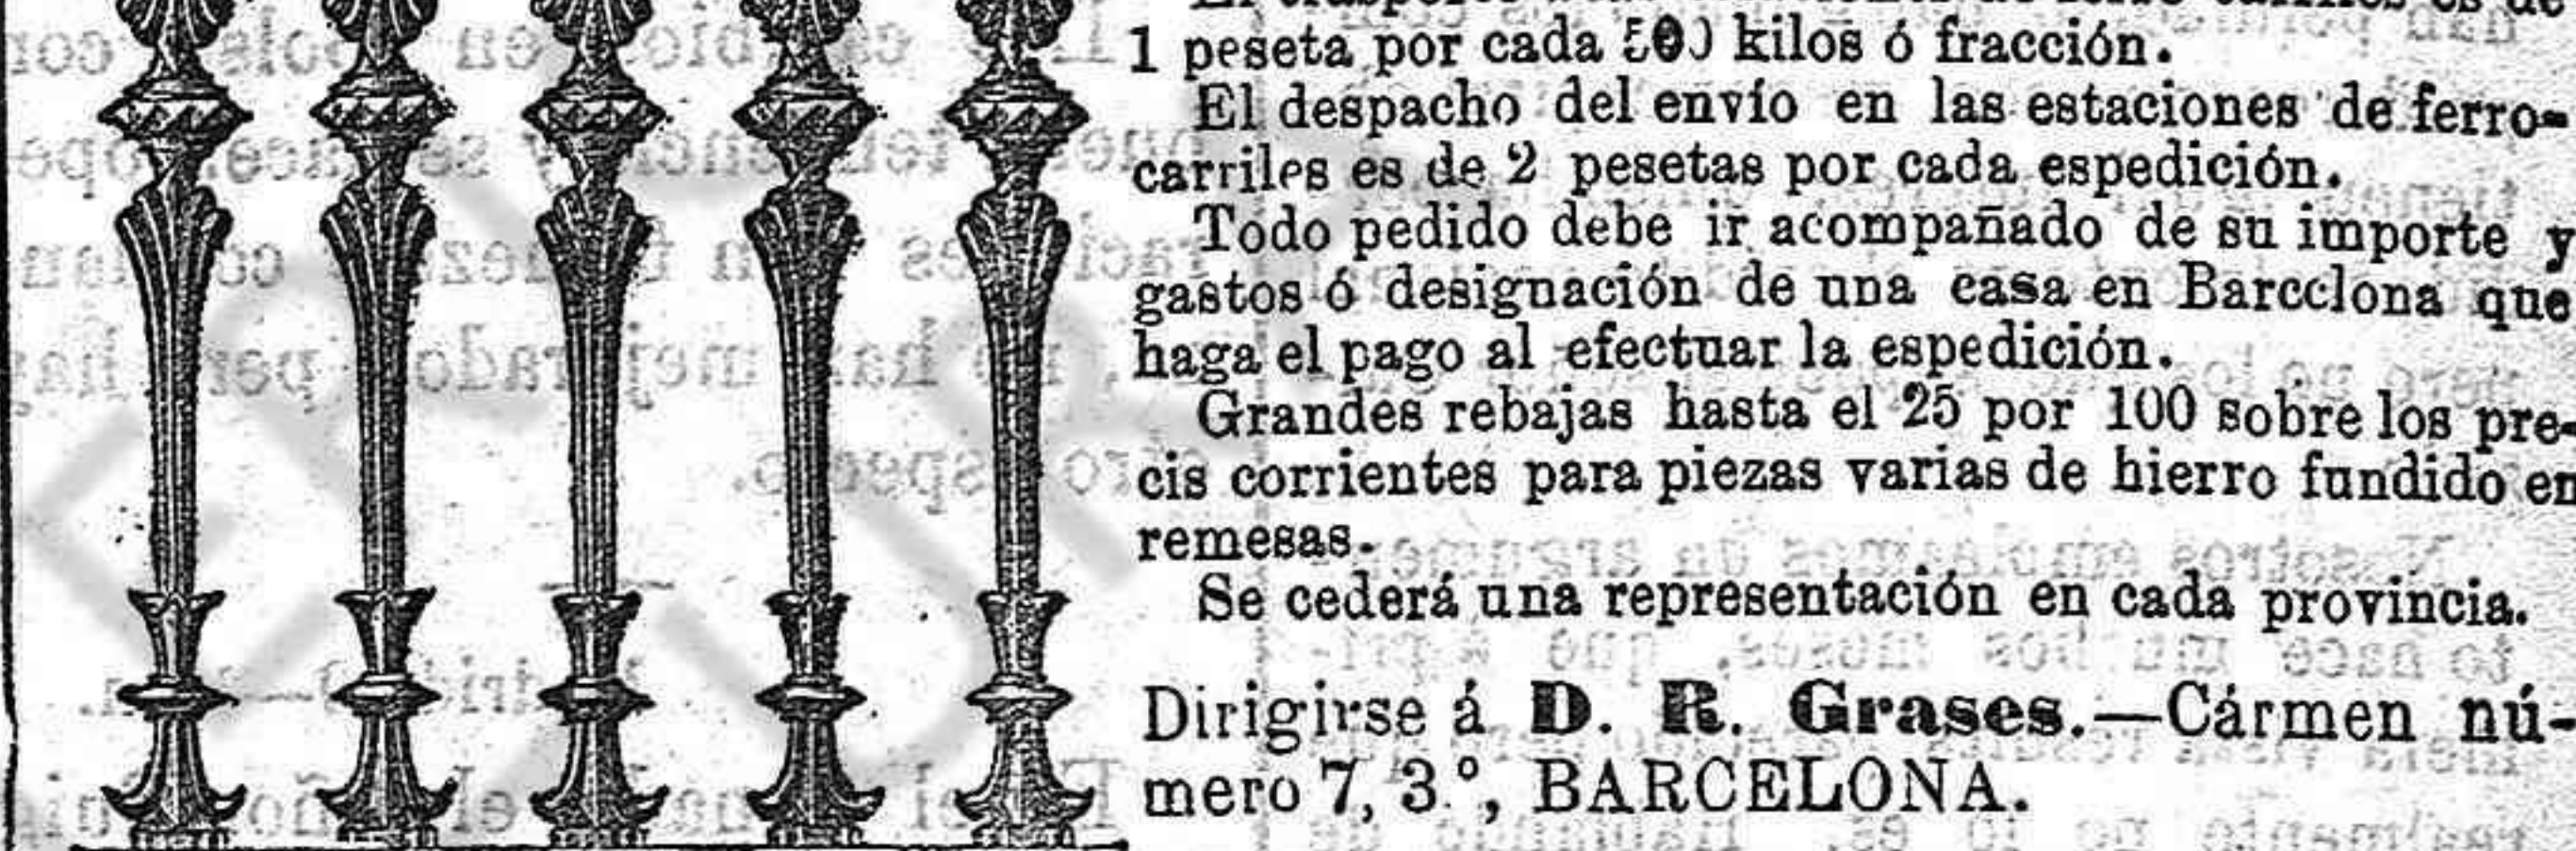 1 peseta por cada 500 kilos ó fracción.
El despacho del envío en las estaciones de ferro-
carriles es de 2 pesetas por cada espedición.
Todo pedido debe ir acompañado de su importe y
gastos ó designación de una casa en Barcelona que
haga el pago al efectuar la espedición.
Grandes rebajas hasta el 25 por 100 sobre los pre-
cis corrientes para piezas varias de hierro fundido en
remesas.
Se cederá una representación en cada provincia.
Dirigirse á D. R. Grases.—Cármen nú-
mero 7, 3.º, BARCELONA.